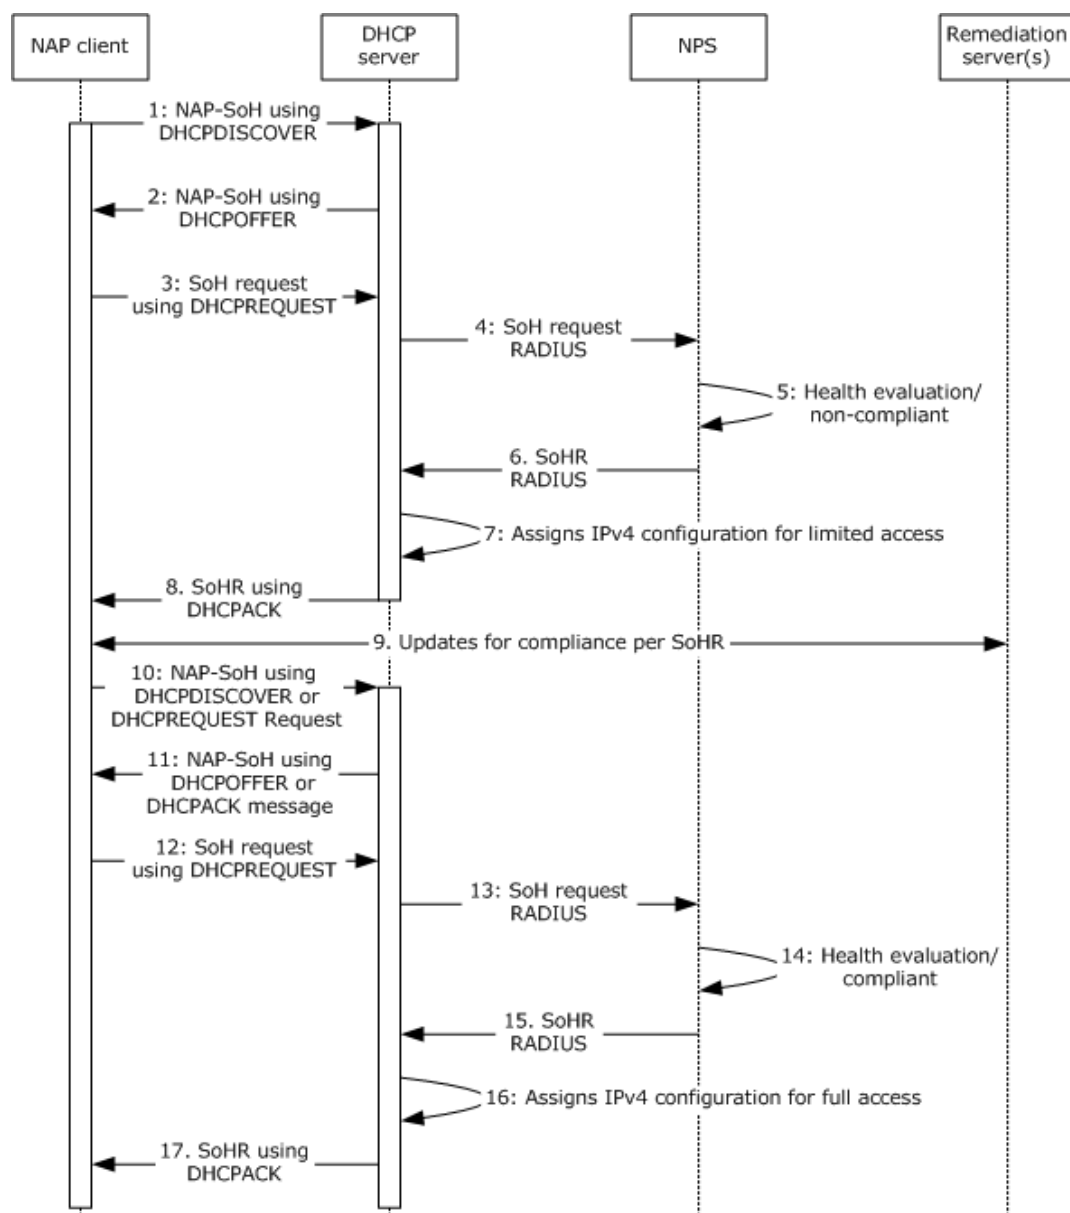 NAP client
DHCP
server
NPS
Remediation
server(s)
1: NAP-SoH using
DHCPDISCOVER
2: NAP-SoH using
DHCPOFFER
3: SoH request
using DHCPREQUEST
4: SoH request
RADIUS
5: Health evaluation/
non-compliant
6. SoHR
RADIUS
7: Assigns IPv4 configuration for limited access
8. SoHR using
DHCPACK
9. Updates for compliance per SoHR
10: NAP-SoH using
DHCPDISCOVER or
DHCPREQUEST Request
11: NAP-SoH using
DHCPOFFER or
DHCPACK message
12: SoH request
using DHCPREQUEST
13: SoH request
RADIUS
14: Health evaluation/
compliant
15. SoHR
RADIUS
16: Assigns IPv4 configuration for full access
17. SoHR using
DHCPACK